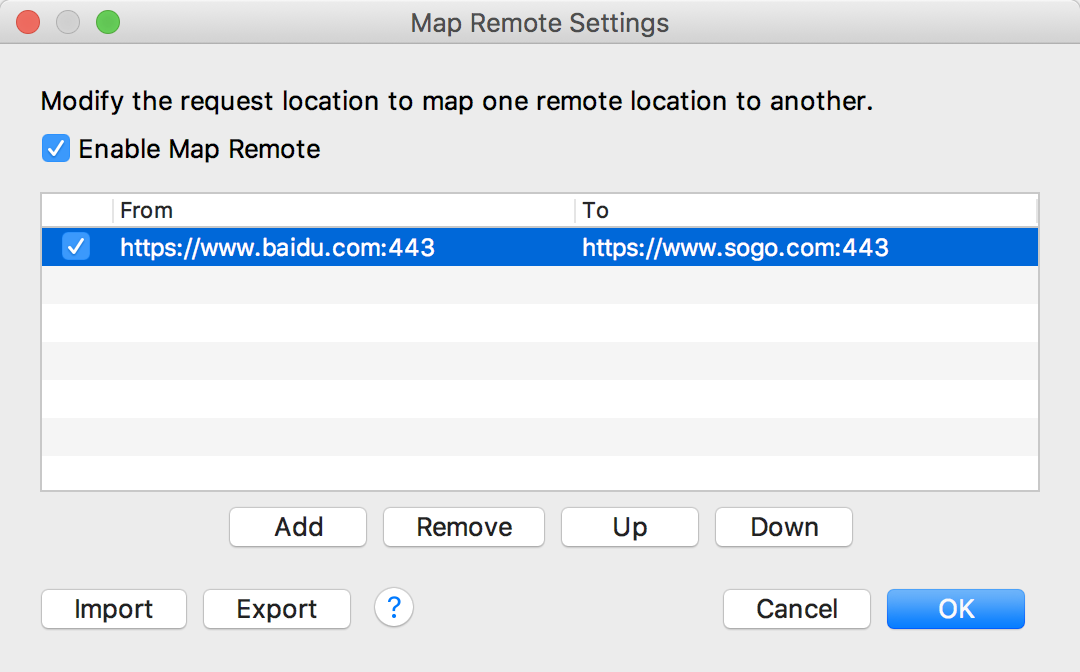 Map Remote Settings
Modify the request location to map one remote location to another.
Enable Map Remote
From To
https://www.baidu.com:443 https://www.sogo.com:443
Add Remove Up Down
Import Export ? Cancel OK